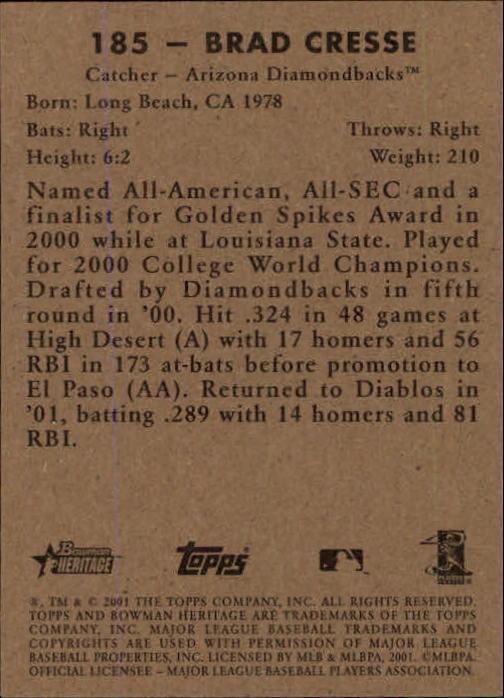 185 – BRAD CRESSE
Catcher – Arizona Diamondbacks™
Born: Long Beach, CA 1978
Bats: Right Throws: Right
Height: 6:2 Weight: 210
Named All-American, All-SEC and a
finalist for Golden Spikes Award in
2000 while at Louisiana State. Played
for 2000 College World Champions.
Drafted by Diamondbacks in fifth
round in '00. Hit .324 in 48 games at
High Desert (A) with 17 homers and 56
RBI in 173 at-bats before promotion to
El Paso (AA). Returned to Diablos in
'01, batting .289 with 14 homers and 81
RBI.
Bowman
HERITAGE
TOPPS
®, TM & © 2001 THE TOPPS COMPANY, INC. ALL RIGHTS RESERVED.
TOPPS AND BOWMAN HERITAGE ARE TRADEMARKS OF THE TOPPS
COMPANY, INC. MAJOR LEAGUE BASEBALL TRADEMARKS AND
COPYRIGHTS ARE USED WITH PERMISSION OF MAJOR LEAGUE
BASEBALL PROPERTIES, INC. LICENSED BY MLB & MLBPA, 2001. ©MLBPA.
OFFICIAL LICENSEE – MAJOR LEAGUE BASEBALL PLAYERS ASSOCIATION.